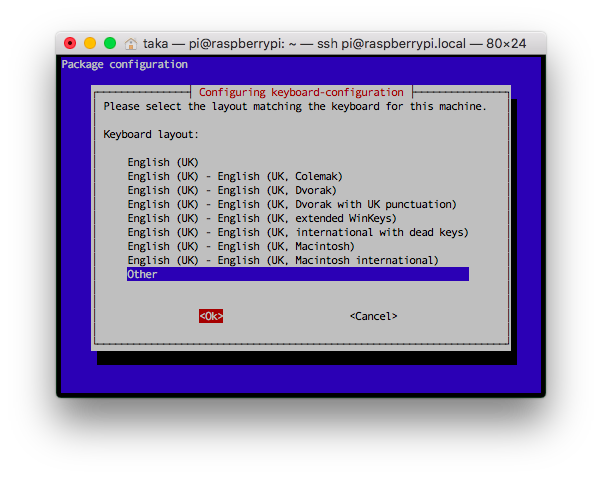 taka — pi@raspberrypi: ~ — ssh pi@raspberrypi.local — 80×24
Package configuration
Configuring keyboard-configuration
Please select the layout matching the keyboard for this machine.
Keyboard layout:
English (UK)
English (UK) - English (UK, Colemak)
English (UK) - English (UK, Dvorak)
English (UK) - English (UK, Dvorak with UK punctuation)
English (UK) - English (UK, extended WinKeys)
English (UK) - English (UK, international with dead keys)
English (UK) - English (UK, Macintosh)
English (UK) - English (UK, Macintosh international)
Other
<Ok> <Cancel>